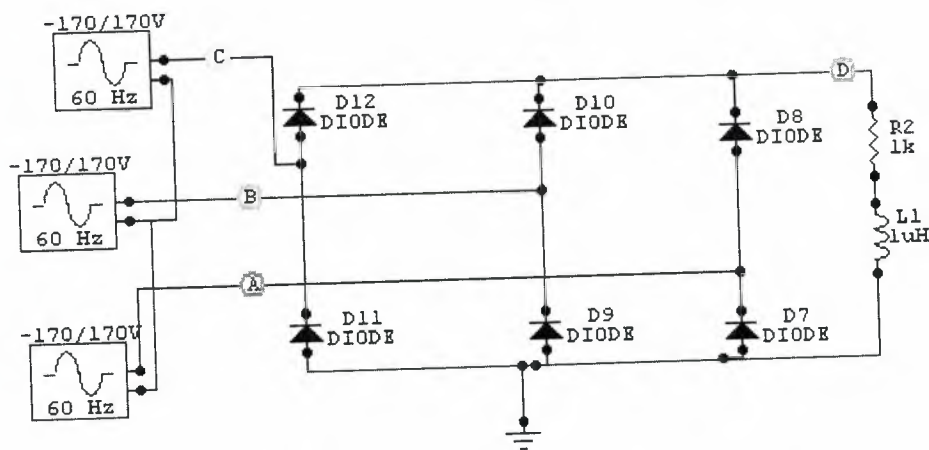 -170/170V
60 Hz
C
D12
DIODE
D10
DIODE
D8
DIODE
D
R2
1k
-170/170V
60 Hz
B
L1
1uH
A
-170/170V
60 Hz
D11
DIODE
D9
DIODE
D7
DIODE